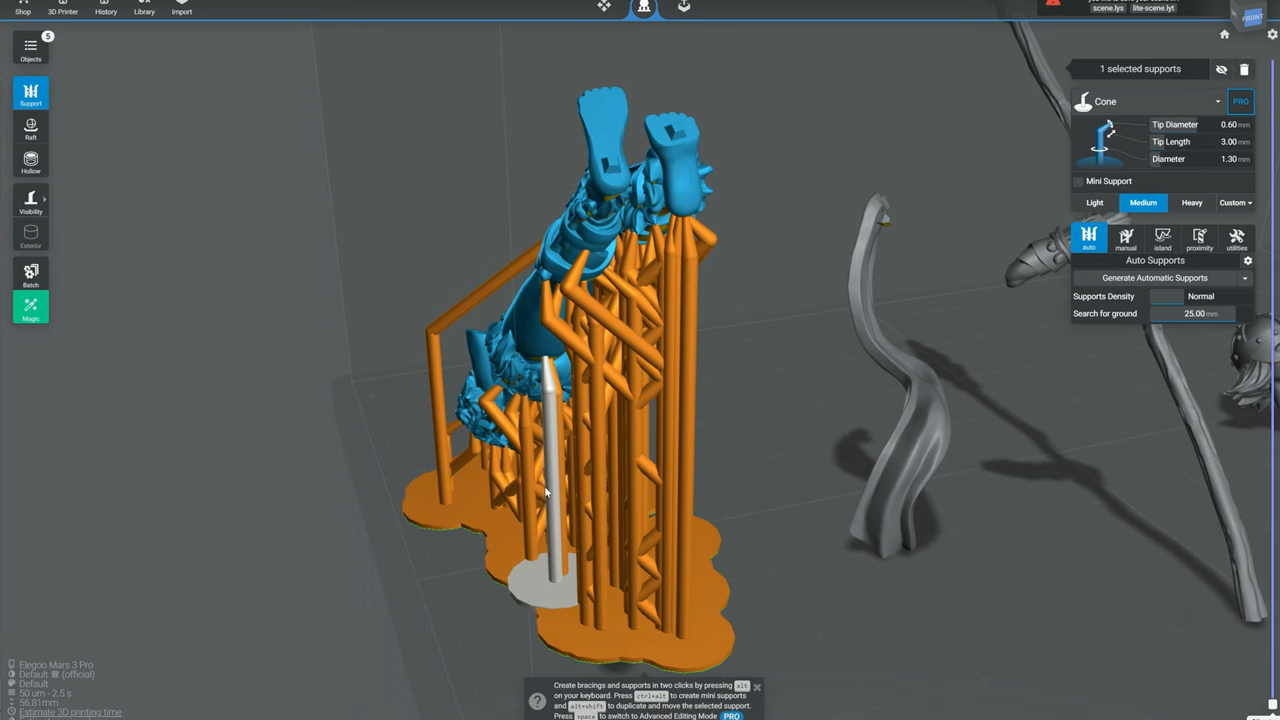 Shop
3D Printer
History
Library
Import
scene.lys
lite-scene.lyt
FRONT
5
Objects
Support
Raft
Hollow
Visibility
Exterior
Batch
Magic
1 selected supports
Cone
PRO
Tip Diameter 0.60 mm
Tip Length 3.00 mm
Diameter 1.30 mm
Mini Support
Light Medium Heavy Custom
auto manual island proximity utilities
Auto Supports
Generate Automatic Supports
Supports Density Normal
Search for ground 25.00 mm
Elegoo Mars 3 Pro
Default (official)
Default
50 um - 2.5 s
56.81mm
Estimate 3D printing time
Create bracings and supports in two clicks by pressing alt
on your keyboard. Press ctrl+alt to create mini supports
and alt+shift to duplicate and move the selected support.
Press space to switch to Advanced Editing Mode PRO